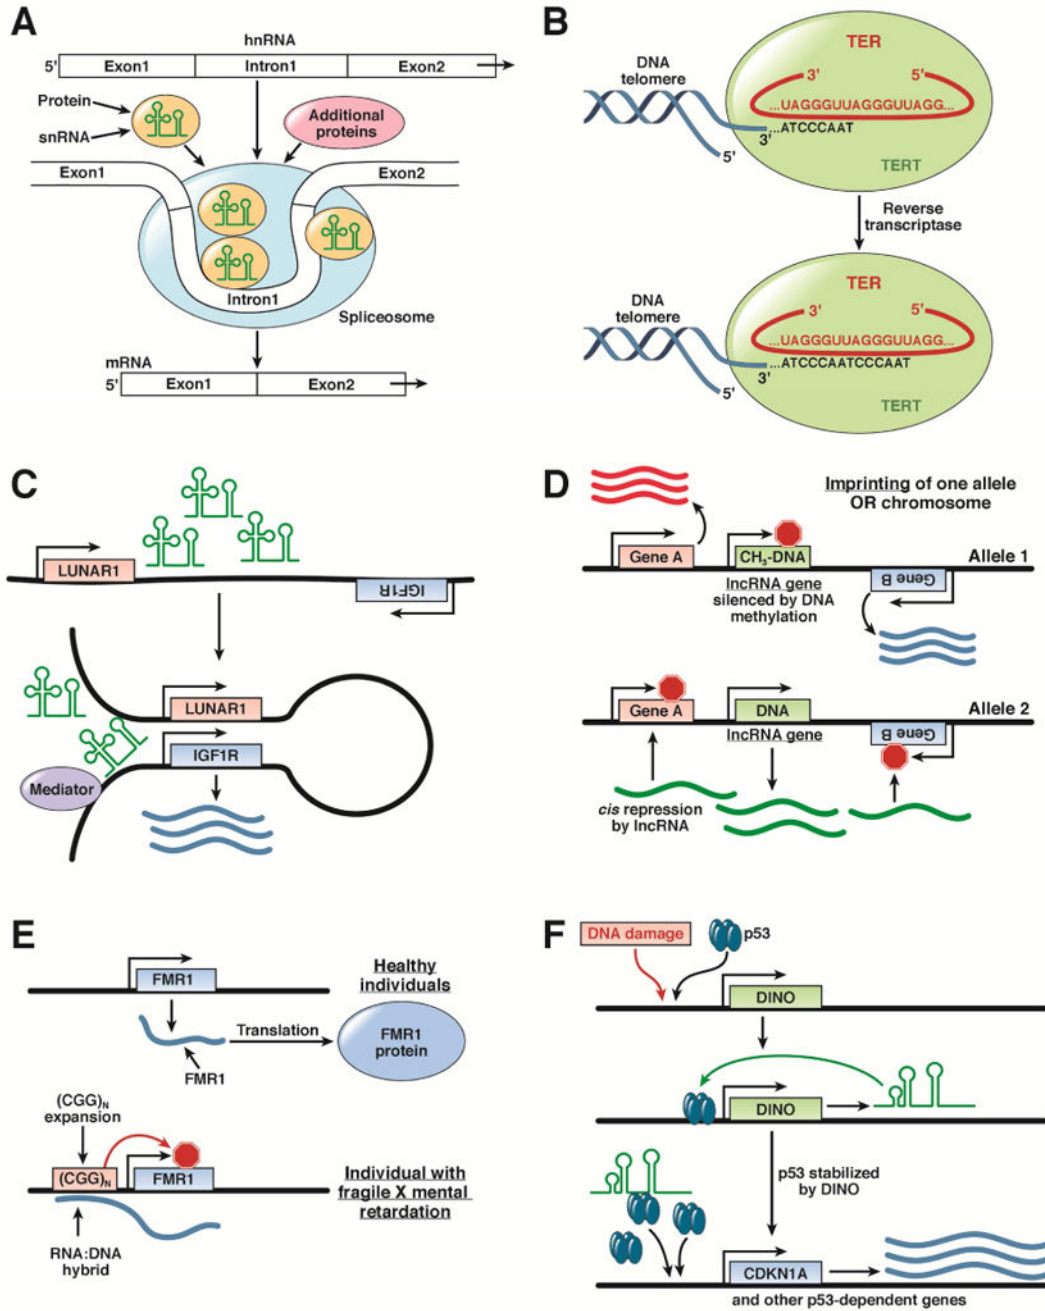 A
hnRNA
5' Exon1 Intron1 Exon2
Protein
snRNA
Additional
proteins
Exon1 Exon2
Intron1
Spliceosome
mRNA
5' Exon1 Exon2
B
TER
DNA
telomere
3' 5'
...UAGGGUUAGGGUUAGG...
...ATCCCAAT
3'
5'
TERT
Reverse
transcriptase
TER
DNA
telomere
3' 5'
...UAGGGUUAGGGUUAGG...
...ATCCCAATCCCAAT
3'
5'
TERT
C
LUNAR1
IGF1R
LUNAR1
IGF1R
Mediator
D
Imprinting of one allele
OR chromosome
Gene A CH₃-DNA Allele 1
Gene B
lncRNA gene
silenced by DNA
methylation
Gene A DNA Allele 2
Gene B
lncRNA gene
cis repression
by lncRNA
E
FMR1
Healthy
individuals
Translation
FMR1
protein
FMR1
(CGG)N
expansion
(CGG)N FMR1
Individual with
fragile X mental
retardation
RNA:DNA
hybrid
F
DNA damage p53
DINO
DINO
p53 stabilized
by DINO
CDKN1A
and other p53-dependent genes